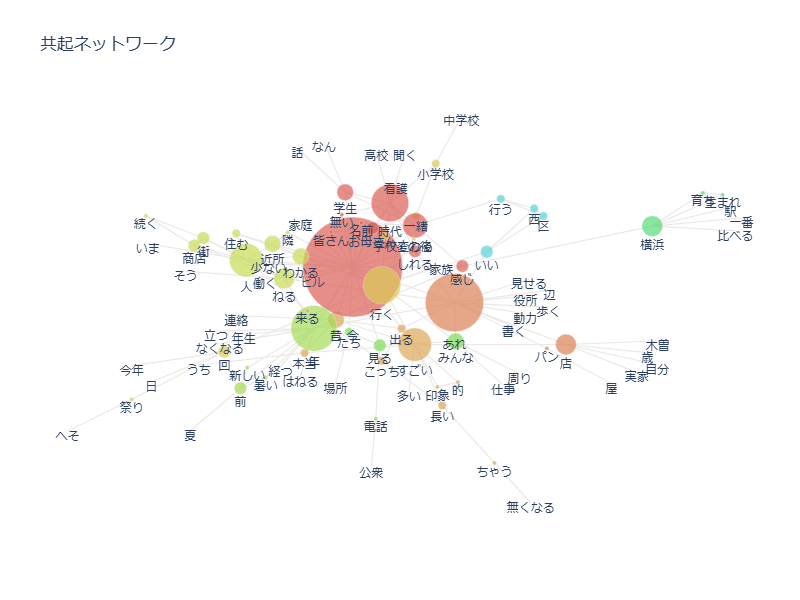 共起ネットワーク
中学校
なん
話
高校
聞く
小学校
看護
学生
育ち
生まれ
駅
一番
比べる
横浜
行う
西
区
続く
いま
街
商店
住む
家庭
隣
近所
少ない
人
そう
無い
名前
時代
一緒
皆さん
お母さん
しれる
家族
いい
感じ
わかる
働く
ビル
ねる
見せる
役所
辺
歩く
動力
書く
行く
来る
連絡
立つ
年生
なくなる
回
昔
今
たち
出る
あれ
みんな
パン
店
木曽
歳
自分
実家
屋
今年
日
うち
新しい
経つ
暑い
本当
年
はねる
見る
こっち
すごい
周り
仕事
場所
多い
印象
的
長い
祭り
へそ
前
夏
電話
公衆
ちゃう
無くなる